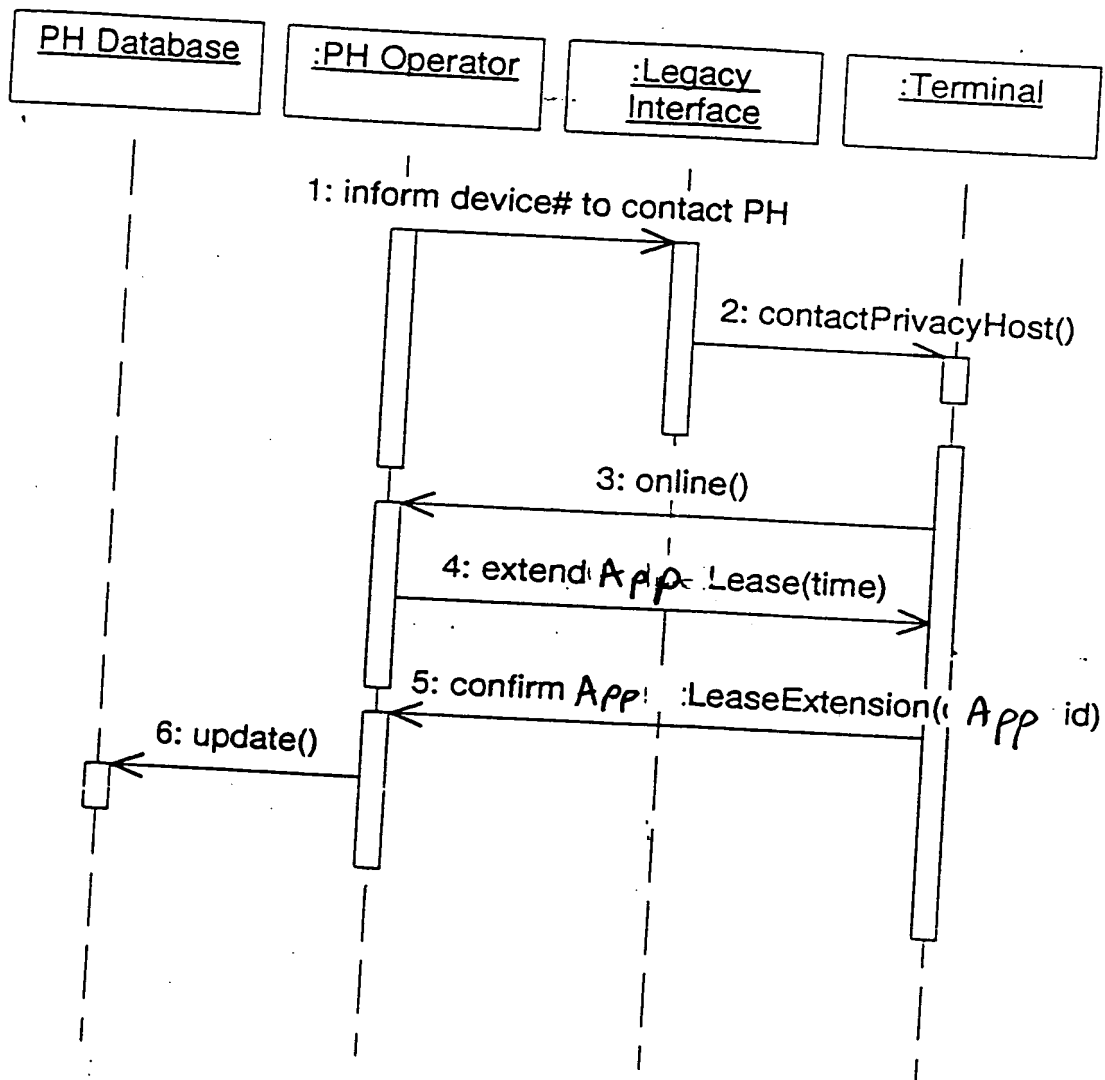 PH Database
:PH Operator
:Legacy
Interface
:Terminal
1: inform device# to contact PH
2: contactPrivacyHost()
3: online()
4: extend App Lease(time)
5: confirm App :LeaseExtension( App id)
6: update()